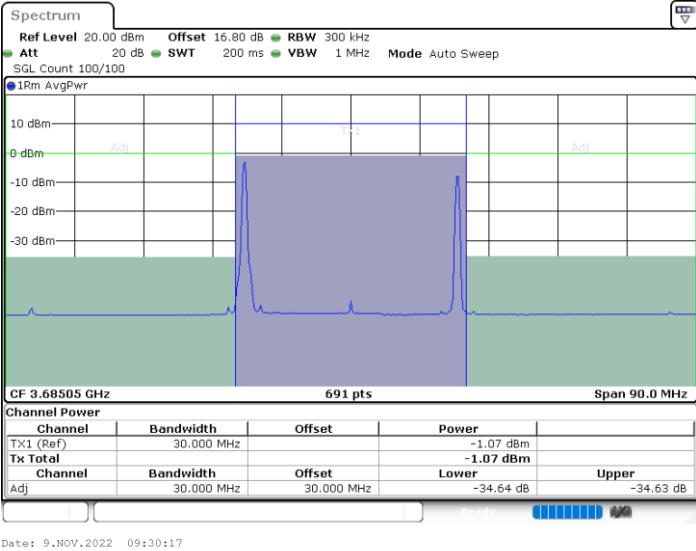 Spectrum
Ref Level 20.00 dBm Offset 16.80 dB RBW 300 kHz
Att 20 dB SWT 200 ms VBW 1 MHz Mode Auto Sweep
SGL Count 100/100
1Rm AvgPwr
10 dBm
TX1
0 dBm
Adj Adj
-10 dBm
-20 dBm
-30 dBm
CF 3.68505 GHz 691 pts Span 90.0 MHz
Channel Power
Channel Bandwidth Offset Power
TX1 (Ref) 30.000 MHz -1.07 dBm
Tx Total -1.07 dBm
Channel Bandwidth Offset Lower Upper
Adj 30.000 MHz 30.000 MHz -34.64 dB -34.63 dB
Ready
Date: 9.NOV.2022 09:30:17